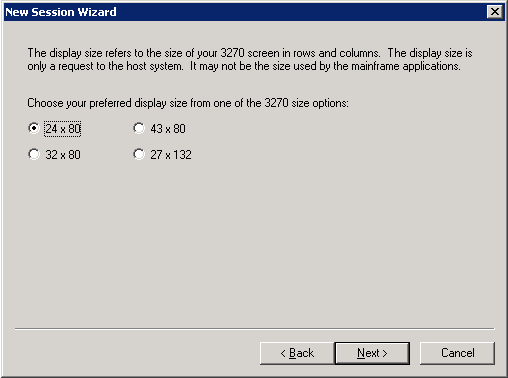 New Session Wizard
The display size refers to the size of your 3270 screen in rows and columns.  The display size is
only a request to the host system.  It may not be the size used by the mainframe applications.
Choose your preferred display size from one of the 3270 size options:
24 x 80
43 x 80
32 x 80
27 x 132
< Back
Next >
Cancel